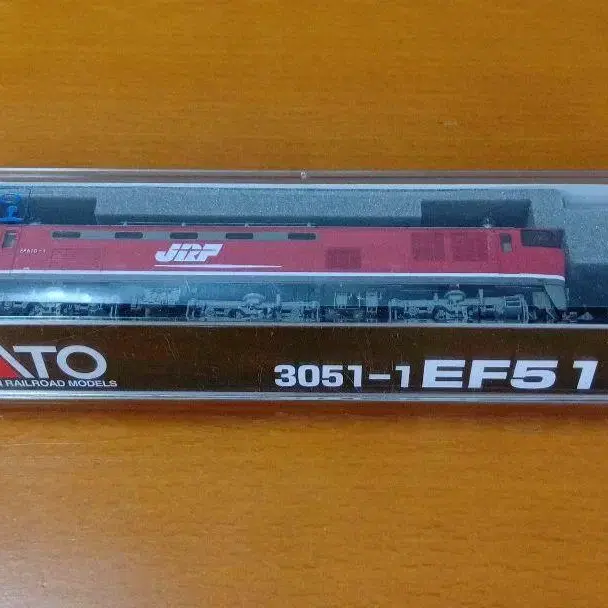 JRF
ATO
RAILROAD MODELS
3051-1 EF51